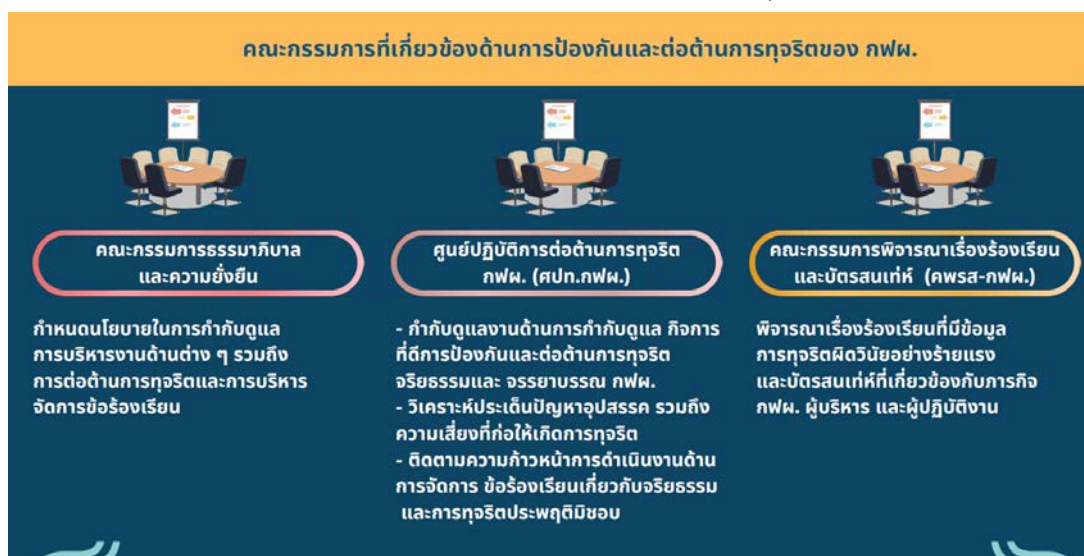 คณะกรรมการที่เกี่ยวข้องด้านการป้องกันและต่อต้านการทุจริตของ กฟผ.
คณะกรรมการธรรมาภิบาล
และความยั่งยืน
กำหนดนโยบายในการกำกับดูแล
การบริหารงานด้านต่าง ๆ รวมถึง
การต่อต้านการทุจริตและการบริหาร
จัดการข้อร้องเรียน
ศูนย์ปฏิบัติการต่อต้านการทุจริต
กฟผ. (ศปท.กฟผ.)
- กำกับดูแลงานด้านการกำกับดูแล กิจการ
ที่ดีการป้องกันและต่อต้านการทุจริต
จริยธรรมและ จรรยาบรรณ กฟผ.
- วิเคราะห์ประเด็นปัญหาอุปสรรค รวมถึง
ความเสี่ยงที่ก่อให้เกิดการทุจริต
- ติดตามความก้าวหน้าการดำเนินงานด้าน
การจัดการ ข้อร้องเรียนเกี่ยวกับจริยธรรม
และการทุจริตประพฤติมิชอบ
คณะกรรมการพิจารณาเรื่องร้องเรียน
และบัตรสนเท่ห์ (คพรส-กฟผ.)
พิจารณาเรื่องร้องเรียนที่มีข้อมูล
การทุจริตผิดวินัยอย่างร้ายแรง
และบัตรสนเท่ห์ที่เกี่ยวข้องกับภารกิจ
กฟผ. ผู้บริหาร และผู้ปฏิบัติงาน